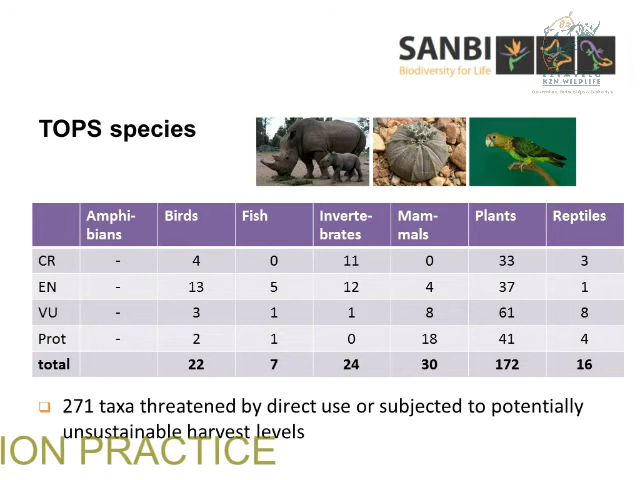 SANBI
Biodiversity for Life
KZN WILDLIFE
TOPS species
Amphi-bians Birds Fish Inverte-brates Mam-mals Plants Reptiles
CR - 4 0 11 0 33 3
EN - 13 5 12 4 37 1
VU - 3 1 1 8 61 8
Prot - 2 1 0 18 41 4
total 22 7 24 30 172 16
271 taxa threatened by direct use or subjected to potentially
unsustainable harvest levels
ION PRACTICE